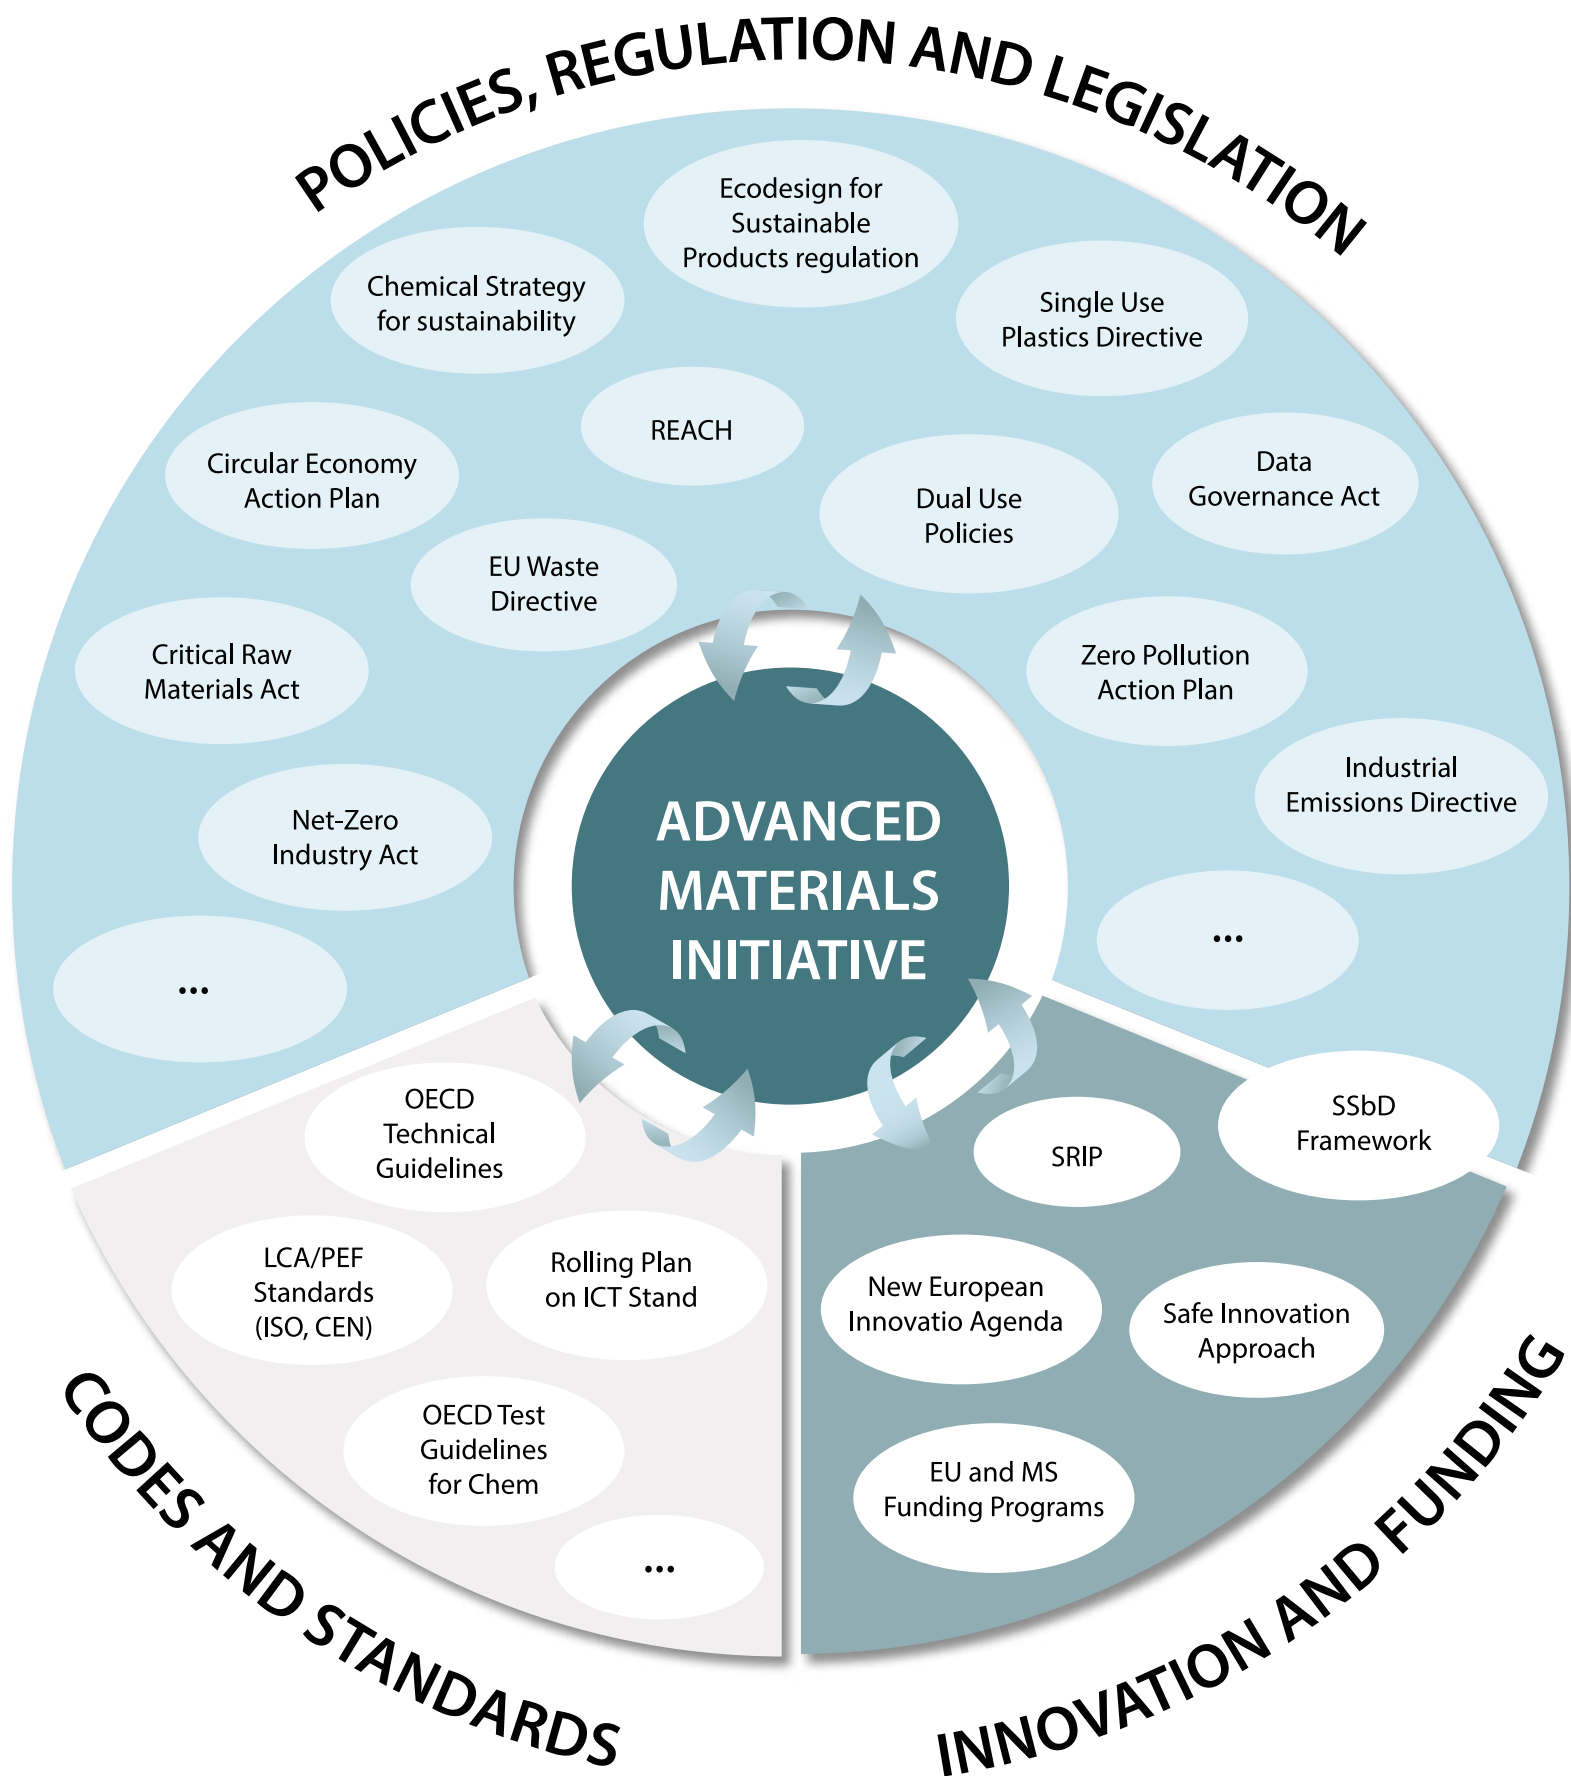 POLICIES, REGULATION AND LEGISLATION
Ecodesign for
Sustainable
Products regulation
Chemical Strategy
for sustainability
Single Use
Plastics Directive
REACH
Circular Economy
Action Plan
Data
Governance Act
Dual Use
Policies
EU Waste
Directive
Critical Raw
Materials Act
Zero Pollution
Action Plan
Industrial
Emissions Directive
Net-Zero
Industry Act
...
...
ADVANCED
MATERIALS
INITIATIVE
OECD
Technical
Guidelines
LCA/PEF
Standards
(ISO, CEN)
Rolling Plan
on ICT Stand
OECD Test
Guidelines
for Chem
...
CODES AND STANDARDS
SSbD
Framework
SRIP
New European
Innovatio Agenda
Safe Innovation
Approach
EU and MS
Funding Programs
INNOVATION AND FUNDING